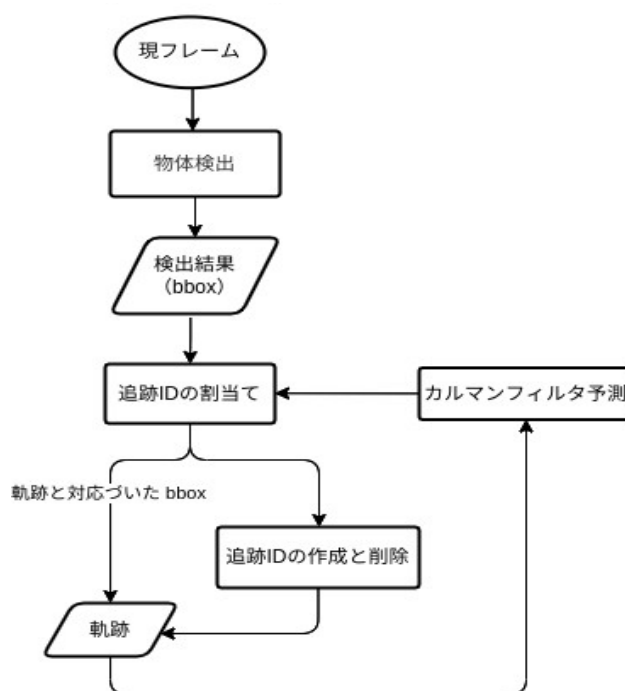 現フレーム
物体検出
検出結果
（bbox）
追跡IDの割当て
カルマンフィルタ予測
軌跡と対応づいた bbox
追跡IDの作成と削除
軌跡